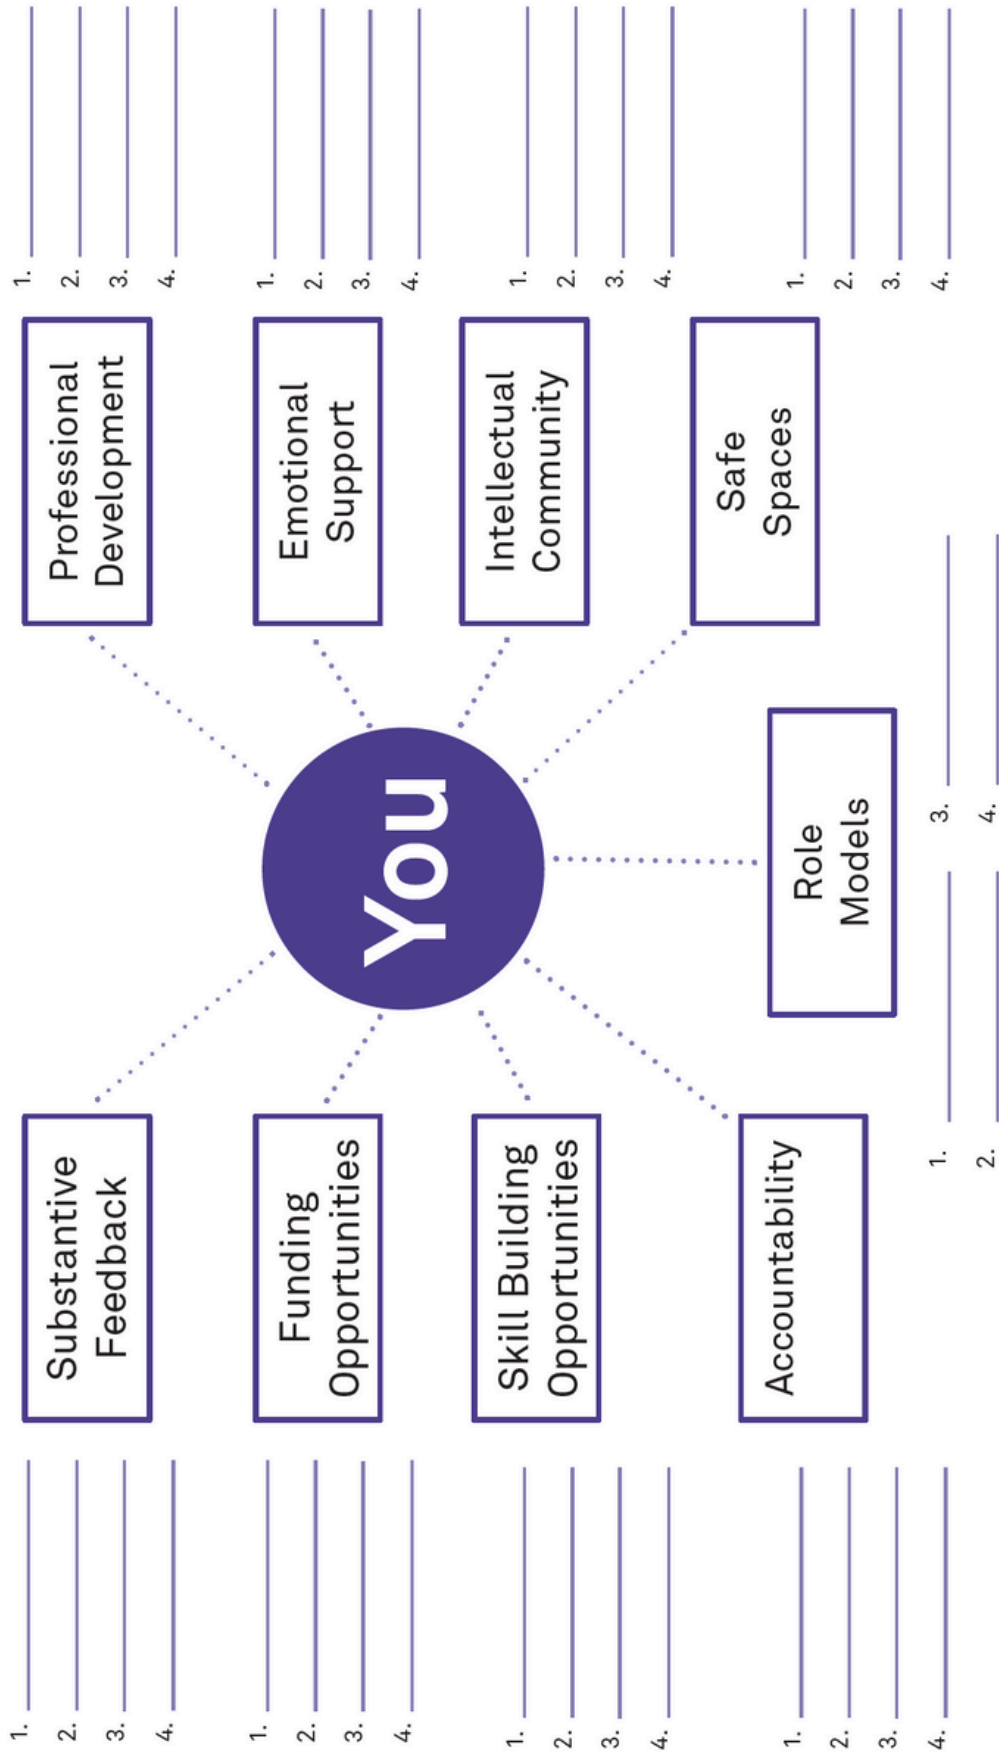 1.
2.
3.
4.
Substantive
Feedback
Professional
Development
1.
2.
3.
4.
1.
2.
3.
4.
Funding
Opportunities
Emotional
Support
1.
2.
3.
4.
You
1.
2.
3.
4.
Skill Building
Opportunities
Intellectual
Community
1.
2.
3.
4.
1.
2.
3.
4.
Accountability
Safe
Spaces
1.
2.
3.
4.
Role
Models
1.
2.
3.
4.